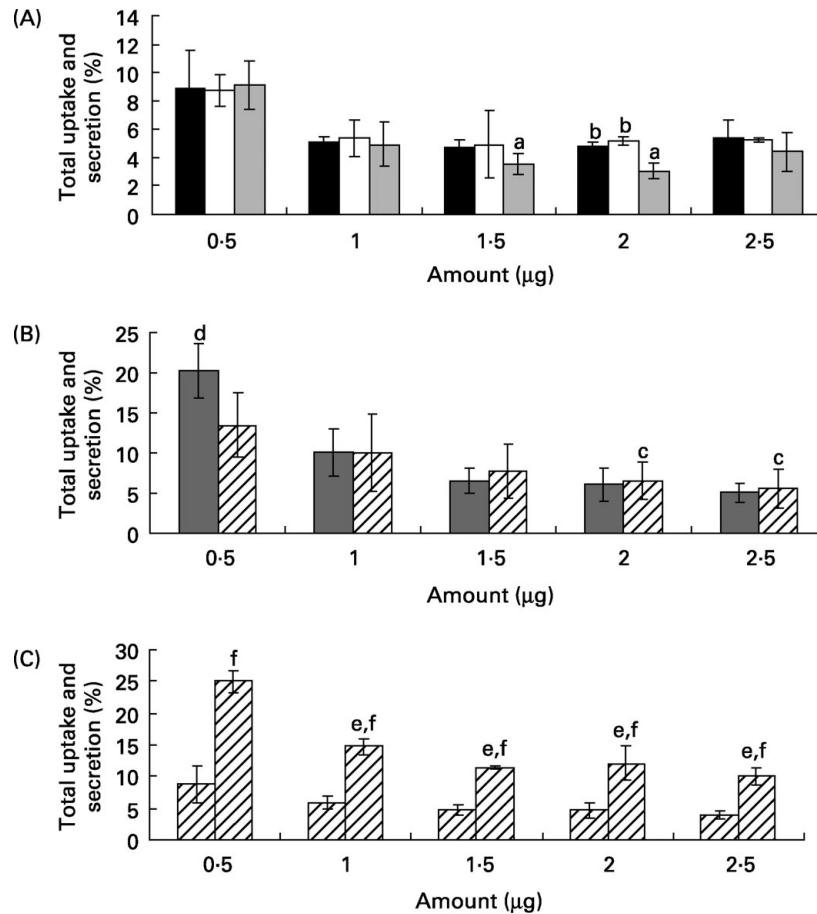 (A)
Total uptake and
secretion (%)
14
12
10
8
6
4
2
0
a
b b
a
0·5 1 1·5 2 2·5
Amount (μg)
(B)
Total uptake and
secretion (%)
25
20
15
10
5
0
d
c
c
0·5 1 1·5 2 2·5
Amount (μg)
(C)
Total uptake and
secretion (%)
30
25
20
15
10
5
0
f
e,f
e,f
e,f
e,f
0·5 1 1·5 2 2·5
Amount (μg)